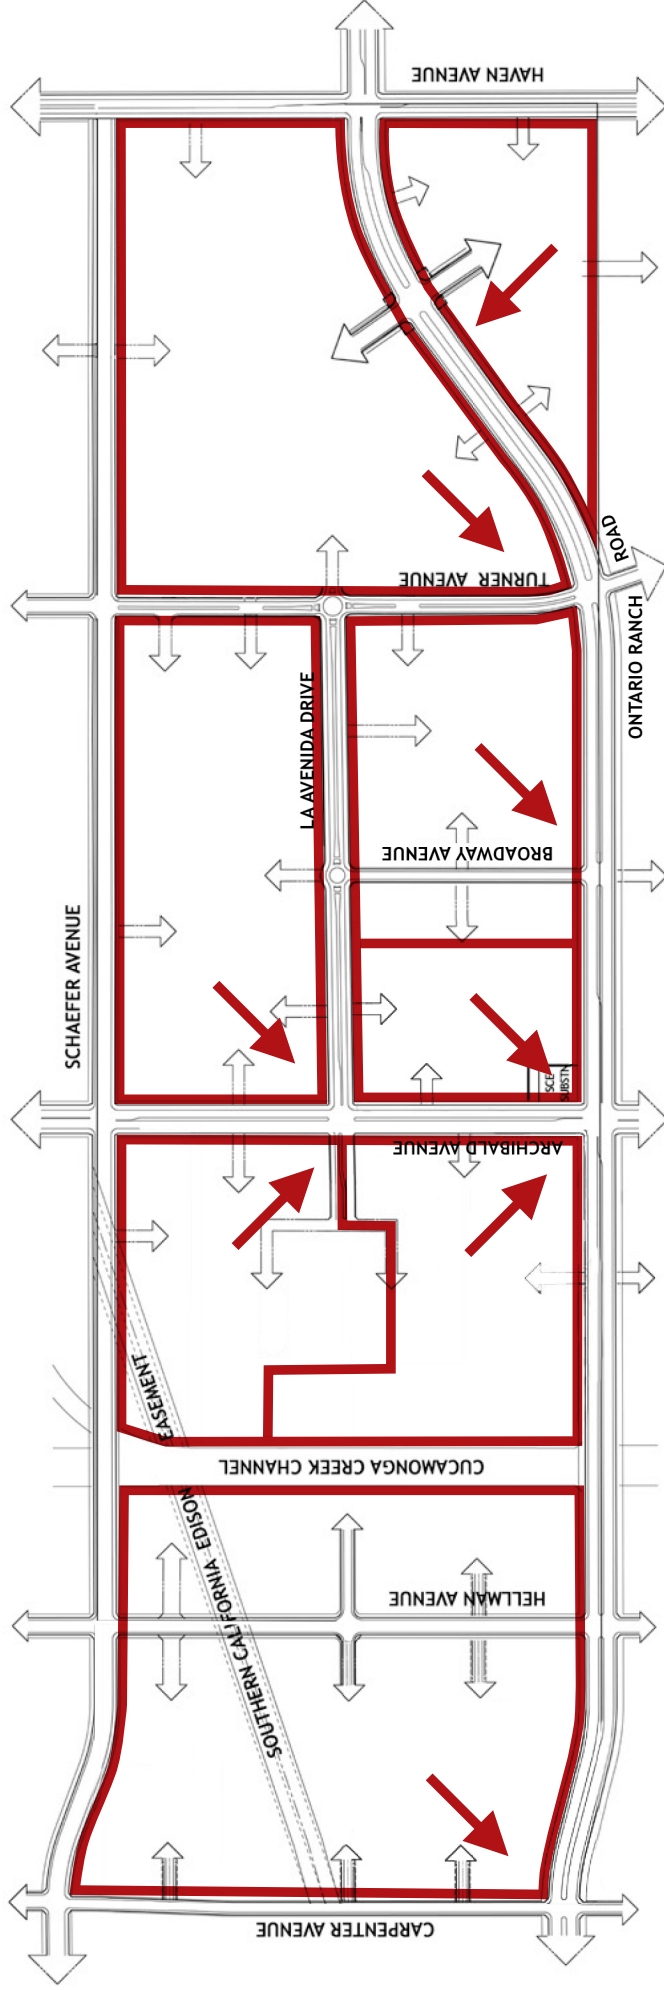 HAVEN AVENUE
ROAD
TURNER AVENUE
ONTARIO RANCH
LA AVENIDA DRIVE
BROADWAY AVENUE
SCHAEFER AVENUE
SCE
SUBSTN
ARCHIBALD AVENUE
EASEMENT
CUCAMONGA CREEK CHANNEL
SOUTHERN CALIFORNIA EDISON
HELLMAN AVENUE
CARPENTER AVENUE